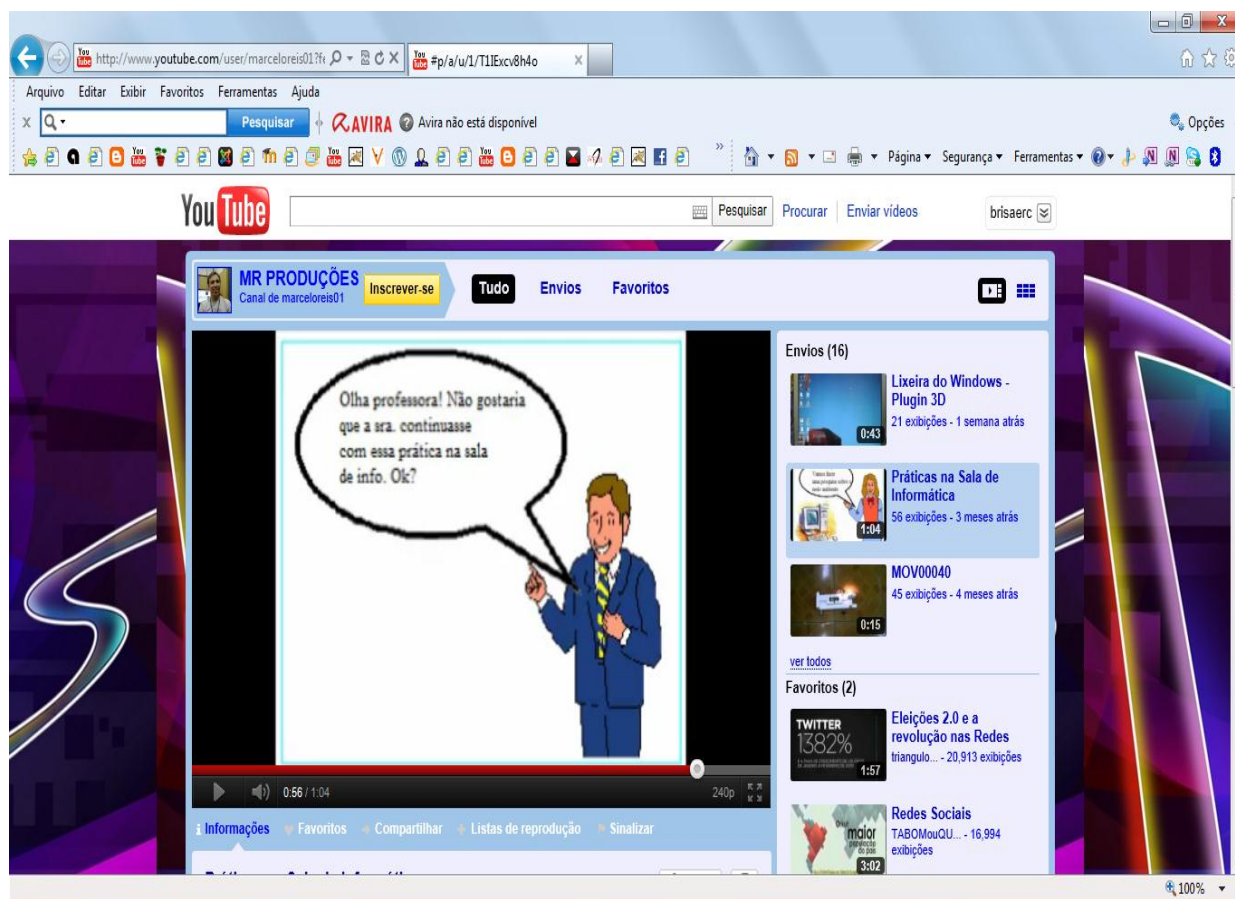 http://www.youtube.com/user/marceloreis01?fe
#p/a/u/1/T1IExcv8h4o
Arquivo Editar Exibir Favoritos Ferramentas Ajuda
Pesquisar
AVIRA
Avira não está disponível
Opções
Página Segurança Ferramentas
You Tube
Pesquisar
Procurar
Enviar vídeos
brisaerc
MR PRODUÇÕES
Canal de marceloreis01
Inscrever-se
Tudo
Envios
Favoritos
Olha professora! Não gostaria
que a sra. continuasse
com essa prática na sala
de info. Ok?
0:56 / 1:04
240p
Informações
Favoritos
Compartilhar
Listas de reprodução
Sinalizar
Envios (16)
Lixeira do Windows -
Plugin 3D
21 exibições - 1 semana atrás
0:43
Práticas na Sala de
Informática
56 exibições - 3 meses atrás
1:04
MOV00040
45 exibições - 4 meses atrás
0:15
ver todos
Favoritos (2)
TWITTER
1382%
1:57
Eleições 2.0 e a
revolução nas Redes
triangulo... - 20,913 exibições
maior
3:02
Redes Sociais
TABOMouQU... - 16,994
exibições
100%